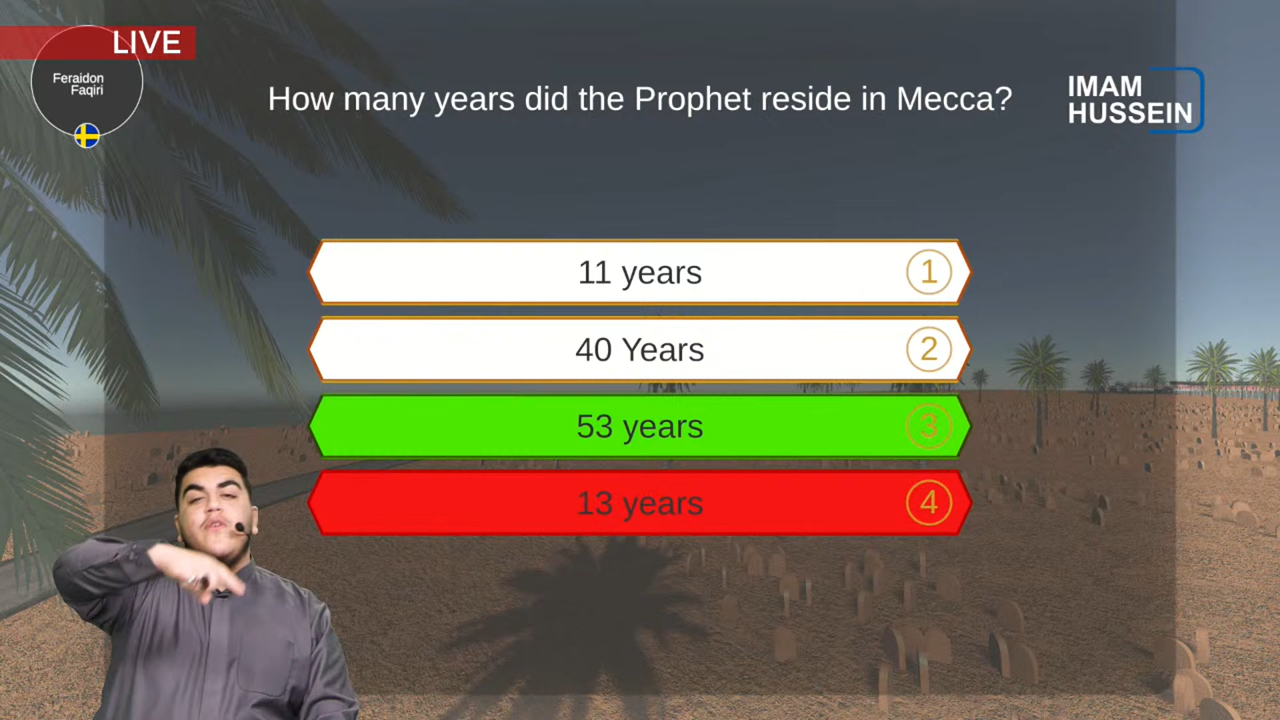 LIVE
Feraidon
Faqiri
How many years did the Prophet reside in Mecca?
IMAM
HUSSEIN
11 years 1
40 Years 2
53 years 3
13 years 4